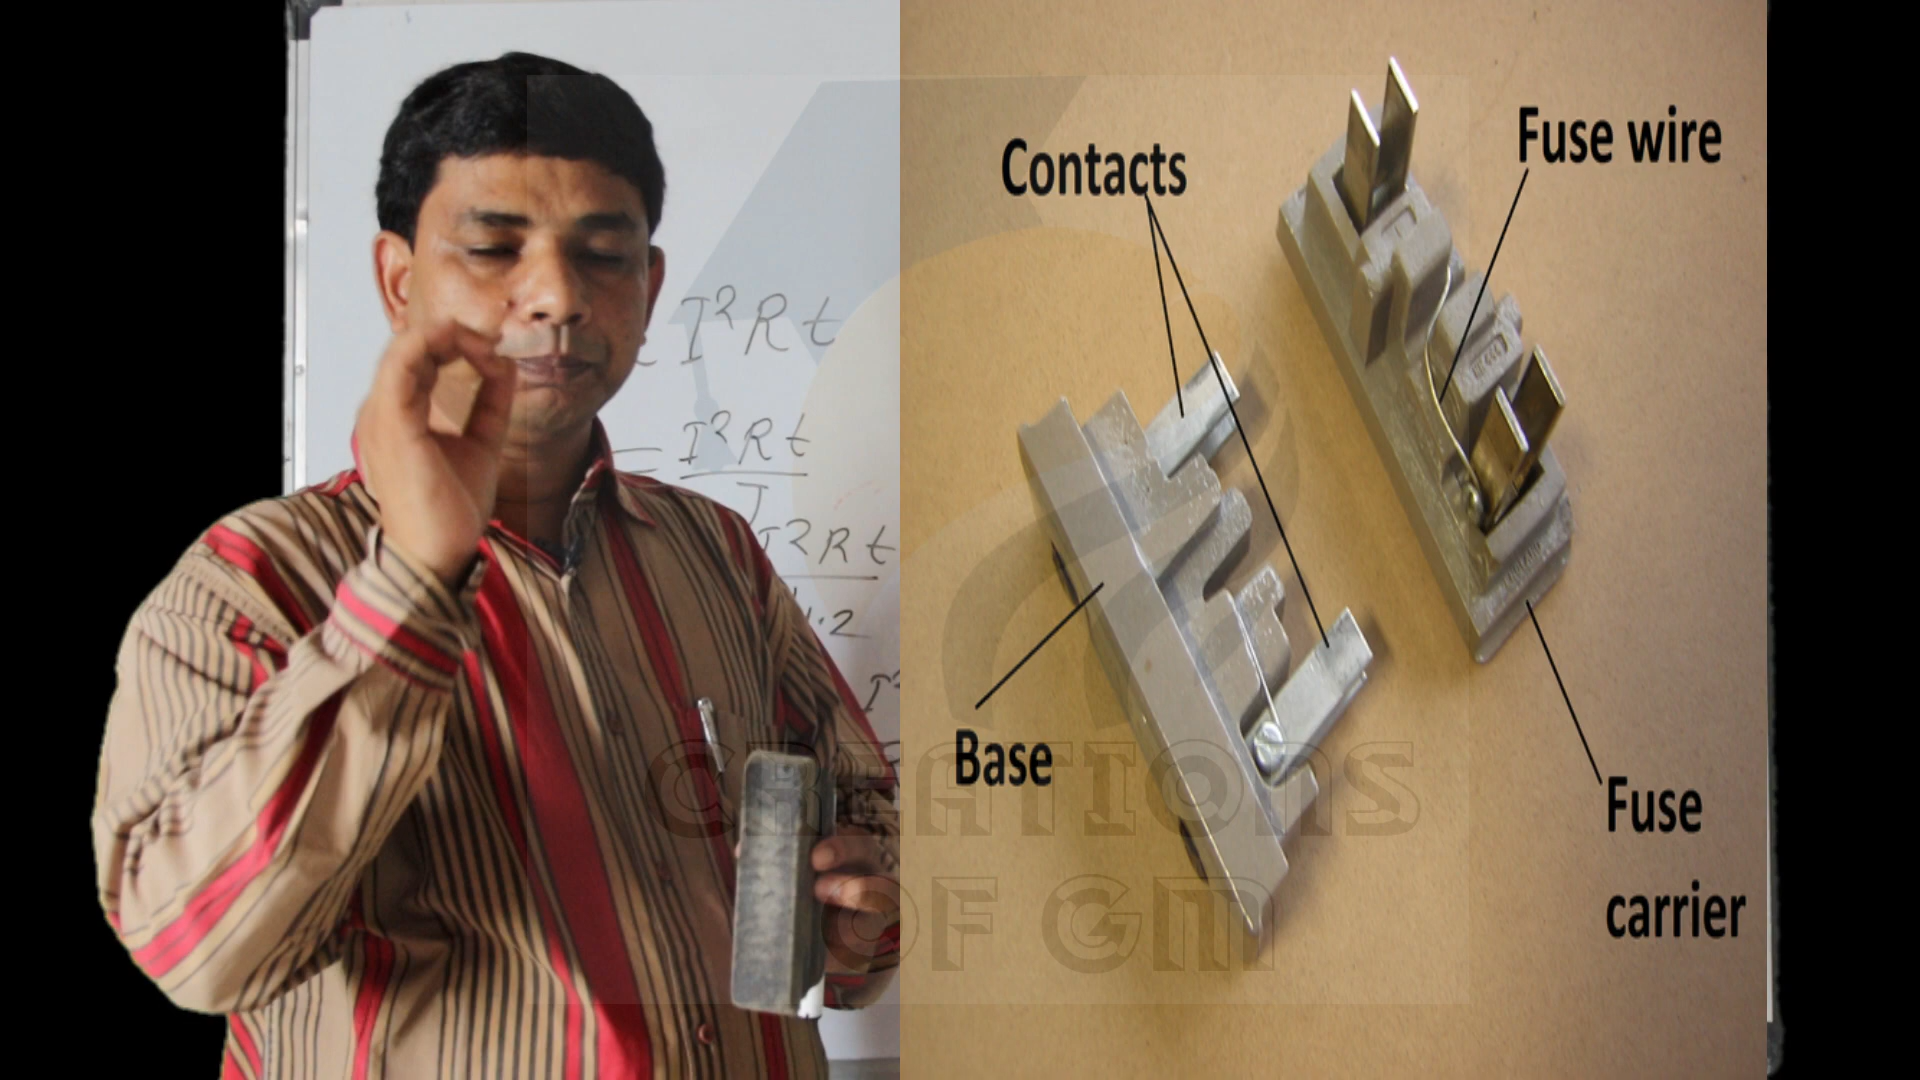 I²Rt
= I²Rt
J
I²Rt
Contacts
Fuse wire
Base
Fuse
carrier
CREATIONS
OF GM